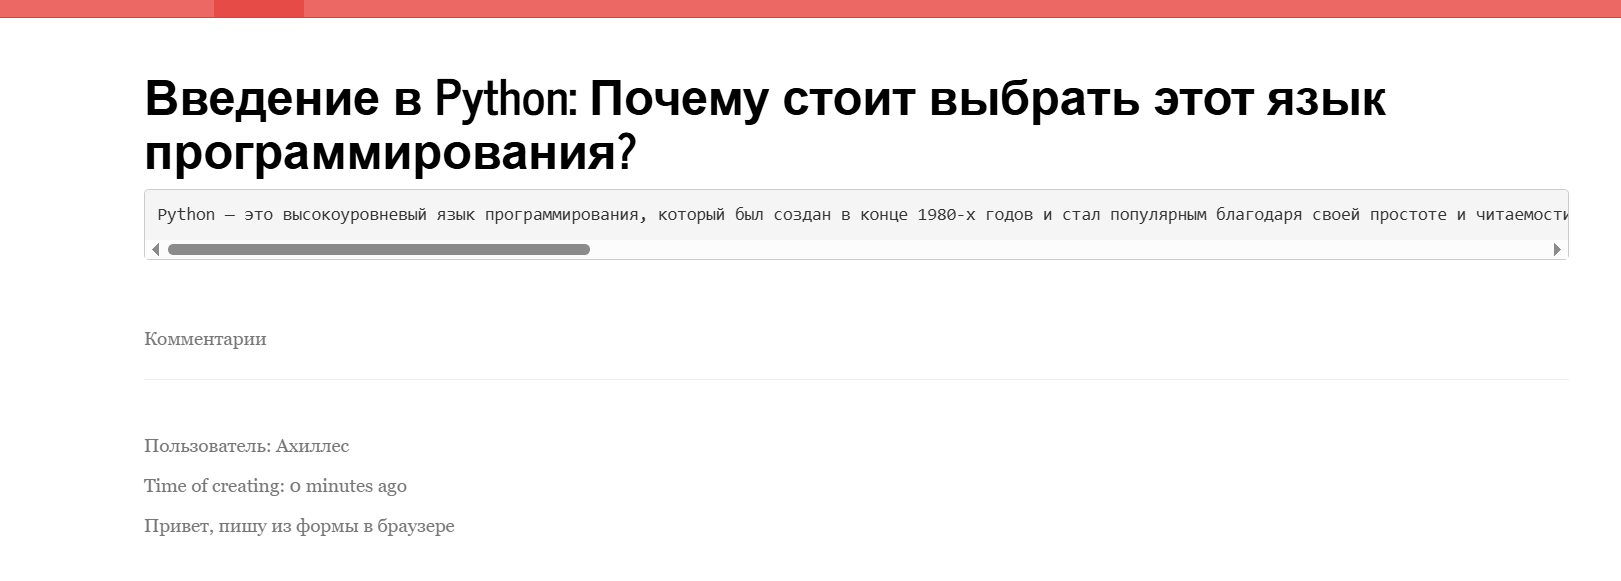 Введение в Python: Почему стоит выбрать этот язык
программирования?
Python — это высокоуровневый язык программирования, который был создан в конце 1980-х годов и стал популярным благодаря своей простоте и читаемости
Комментарии
Пользователь: Ахиллес
Time of creating: 0 minutes ago
Привет, пишу из формы в браузере